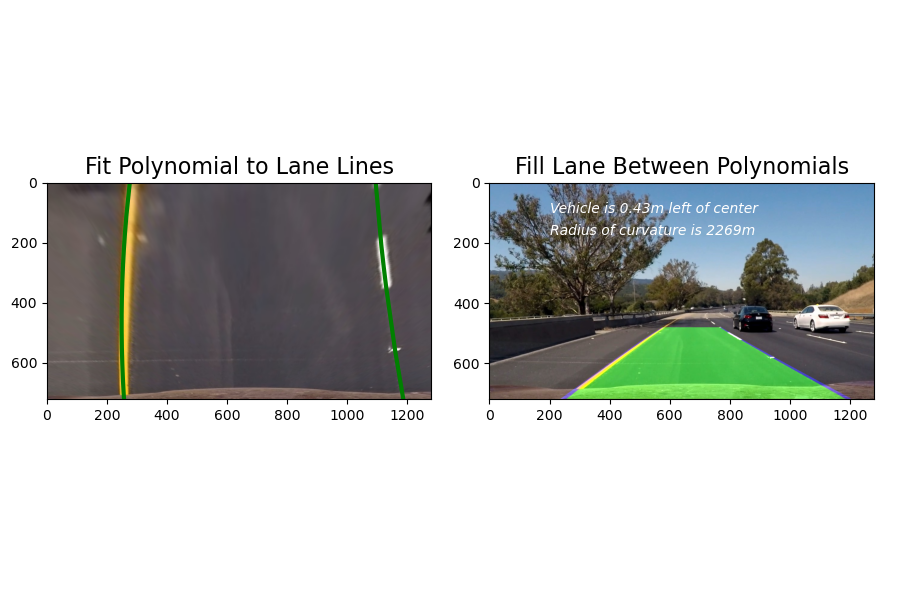 Fit Polynomial to Lane Lines
0
200
400
600
0 200 400 600 800 1000 1200
Fill Lane Between Polynomials
Vehicle is 0.43m left of center
Radius of curvature is 2269m
0
200
400
600
0 200 400 600 800 1000 1200